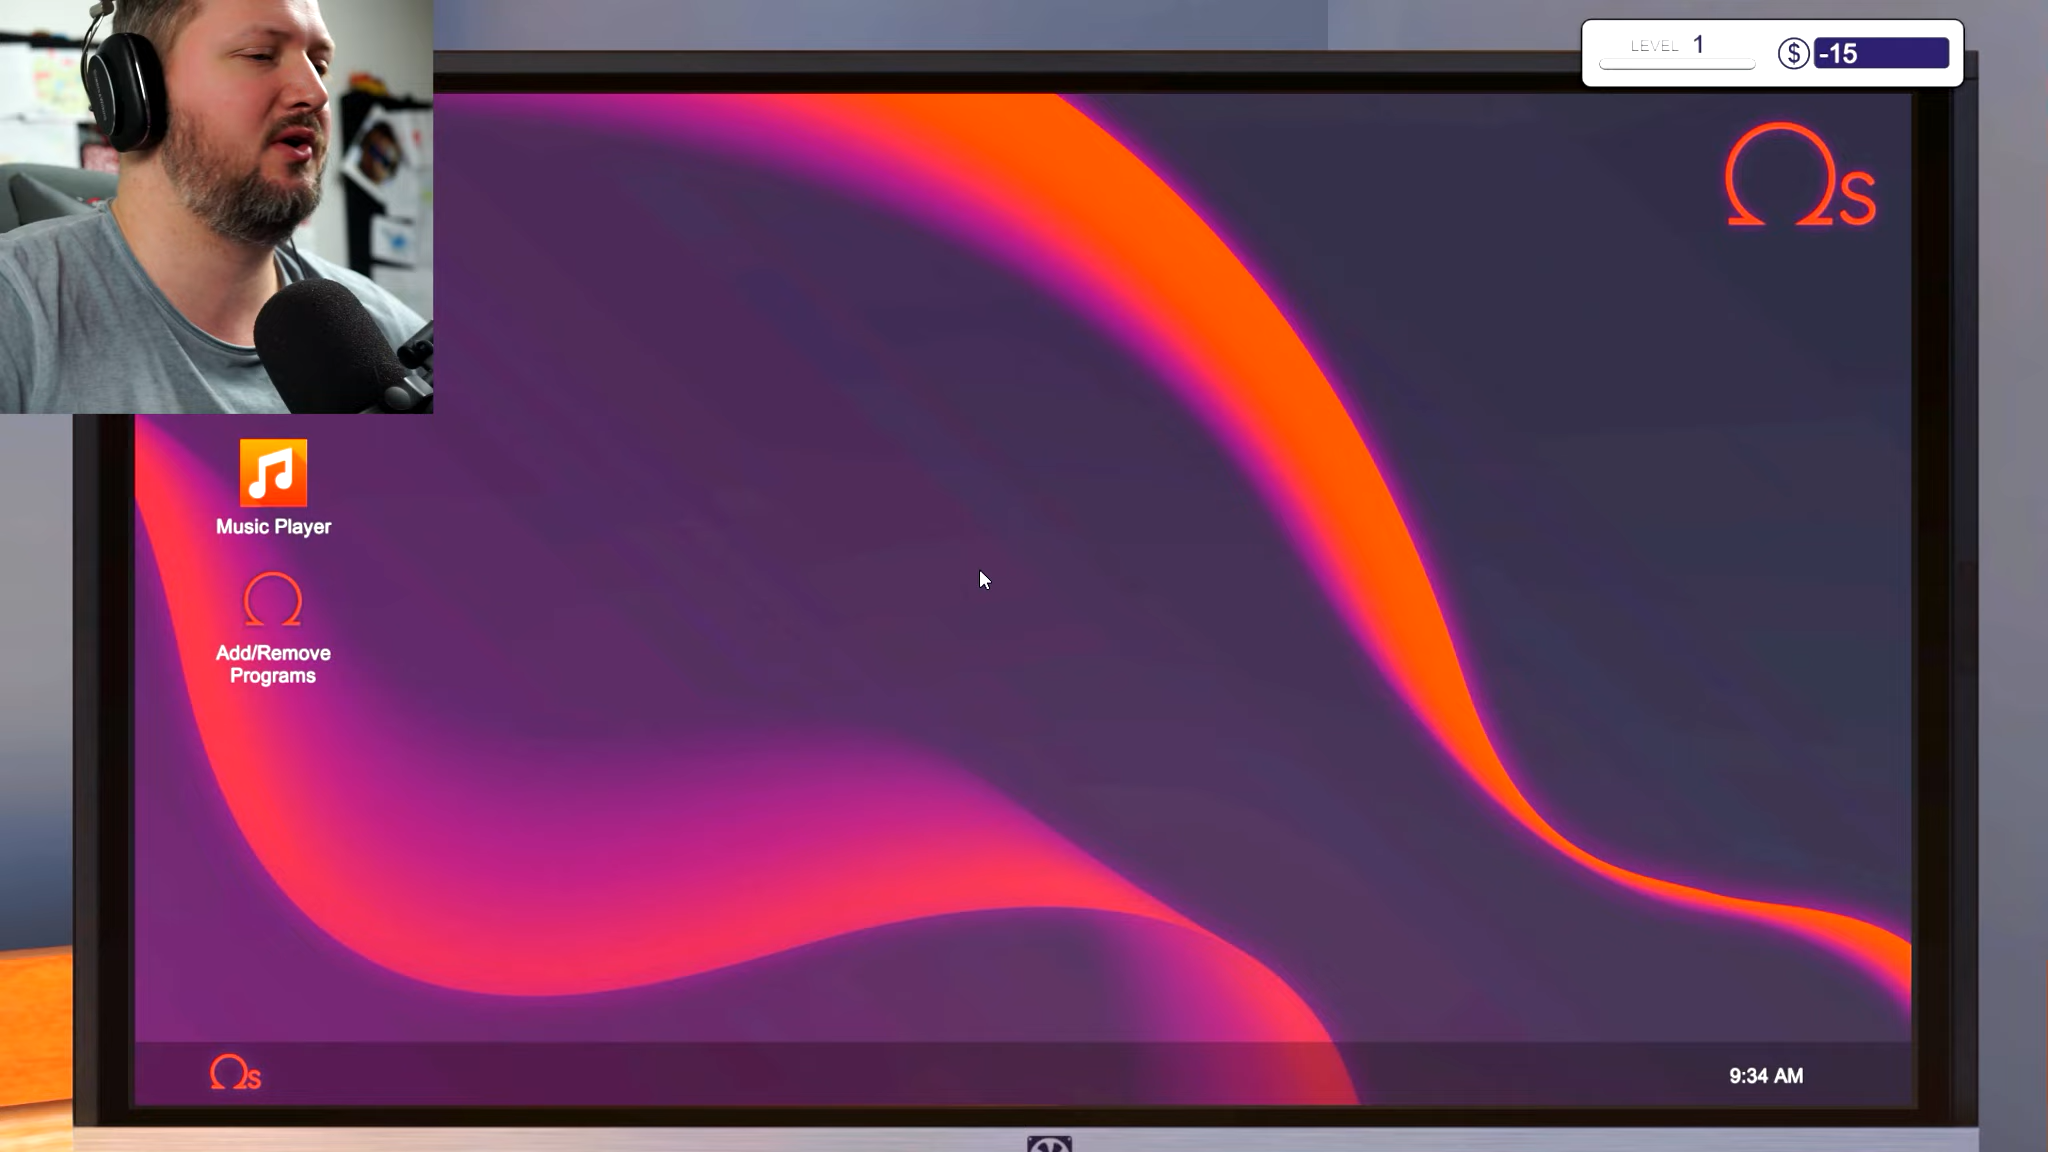 LEVEL 1
$ -15
Ωs
Music Player
Add/Remove
Programs
Ωs
9:34 AM